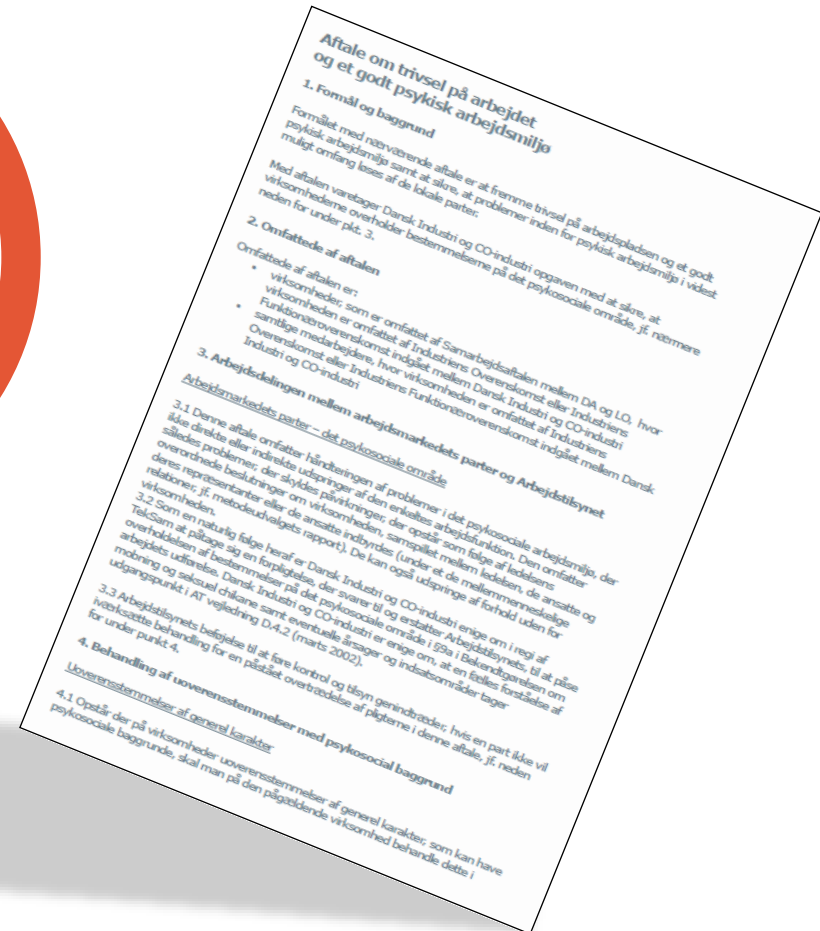 Aftale om trivsel på arbejdet
og et godt psykisk arbejdsmiljø
1. Formål og baggrund
Formålet med nærværende aftale er at fremme trivsel på arbejdspladsen og et godt
psykisk arbejdsmiljø samt at sikre, at problemer inden for psykisk arbejdsmiljø i videst
muligt omfang løses af de lokale parter.
Med aftalen varetager Dansk Industri og CO-industri opgaven med at sikre, at
virksomhederne overholder bestemmelserne på det psykosociale område, jf. nærmere
neden for under pkt. 3.
2. Omfattede af aftalen
Omfattede af aftalen er:
• virksomheder, som er omfattet af Samarbejdsaftalen mellem DA og LO, hvor
virksomheden er omfattet af Industriens Overenskomst eller Industriens
Funktionæroverenskomst indgået mellem Dansk Industri og CO-industri
• samtlige medarbejdere, hvor virksomheden er omfattet af Industriens
Overenskomst eller Industriens Funktionæroverenskomst indgået mellem Dansk
Industri og CO-industri
3. Arbejdsdelingen mellem arbejdsmarkedets parter og Arbejdstilsynet
Arbejdsmarkedets parter – det psykosociale område
3.1 Denne aftale omfatter håndteringen af problemer i det psykosociale arbejdsmiljø, der
ikke direkte eller indirekte udspringer af den enkeltes arbejdsfunktion. Den omfatter
således problemer, der skyldes påvirkninger, der opstår som følge af ledelsens
overordnede beslutninger om virksomheden, samspillet mellem ledelsen, de ansatte og
deres repræsentanter eller de ansatte indbyrdes (under et de mellemmenneskelige
relationer, jf. metodeudvalgets rapport). De kan også udspringe af forhold uden for
virksomheden.
3.2 Som en naturlig følge heraf er Dansk Industri og CO-industri enige om i regi af
TekSam at påtage sig en forpligtelse, der svarer til og erstatter Arbejdstilsynets, til at påse
overholdelsen af bestemmelser på det psykosociale område i §9a i Bekendtgørelsen om
arbejdets udførelse. Dansk Industri og CO-industri er enige om, at en fælles forståelse af
mobning og seksuel chikane samt eventuelle årsager og indsatsområder tager
udgangspunkt i AT vejledning D.4.2 (marts 2002).
3.3 Arbejdstilsynets beføjelse til at føre kontrol og tilsyn genindtræder, hvis en part ikke vil
iværksætte behandling for en påstået overtrædelse af pligterne i denne aftale, jf. neden
for under punkt 4.
4. Behandling af uoverensstemmelser med psykosocial baggrund
Uoverensstemmelser af generel karakter
4.1 Opstår der på virksomheder uoverensstemmelser af generel karakter, som kan have
psykosociale baggrunde, skal man på den pågældende virksomhed behandle dette i